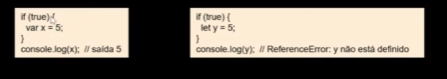 if (true) {
var x = 5;
}
console.log(x); // saída 5
if (true) {
let y = 5;
}
console.log(y); // ReferenceError: y não está definido